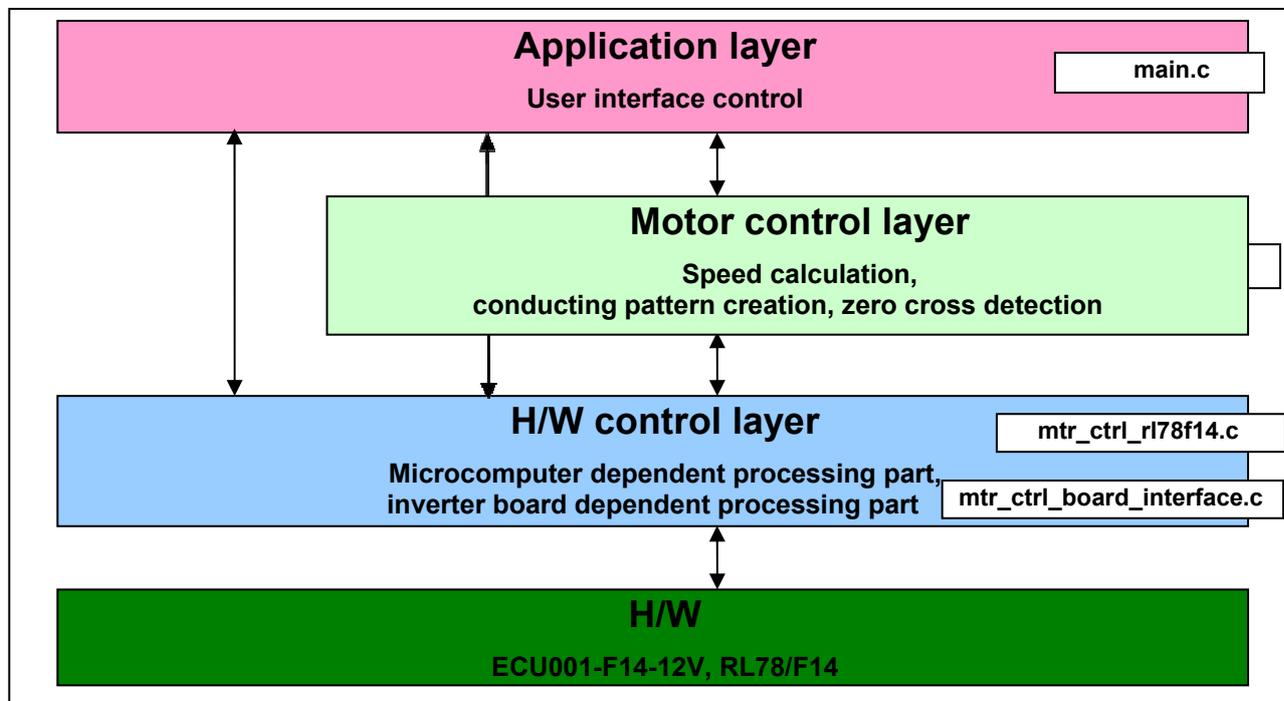 Application layer
main.c
User interface control
Motor control layer
Speed calculation,
conducting pattern creation, zero cross detection
H/W control layer
mtr_ctrl_rl78f14.c
Microcomputer dependent processing part,
inverter board dependent processing part
mtr_ctrl_board_interface.c
H/W
ECU001-F14-12V, RL78/F14